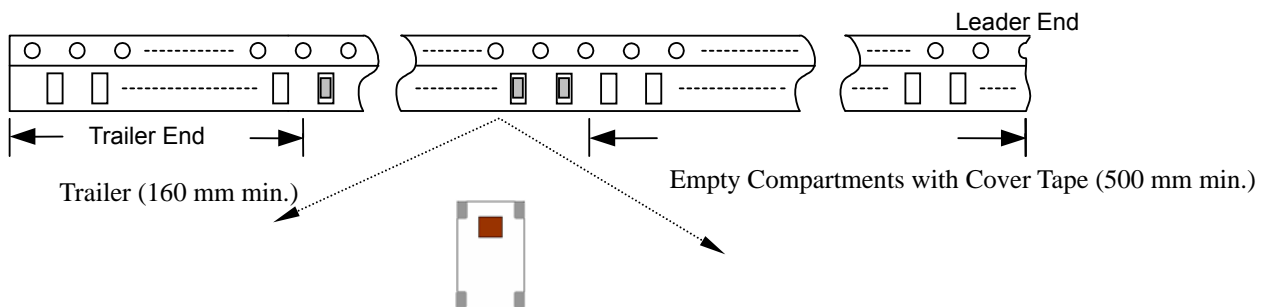 Leader End
Trailer End
Trailer (160 mm min.)
Empty Compartments with Cover Tape (500 mm min.)